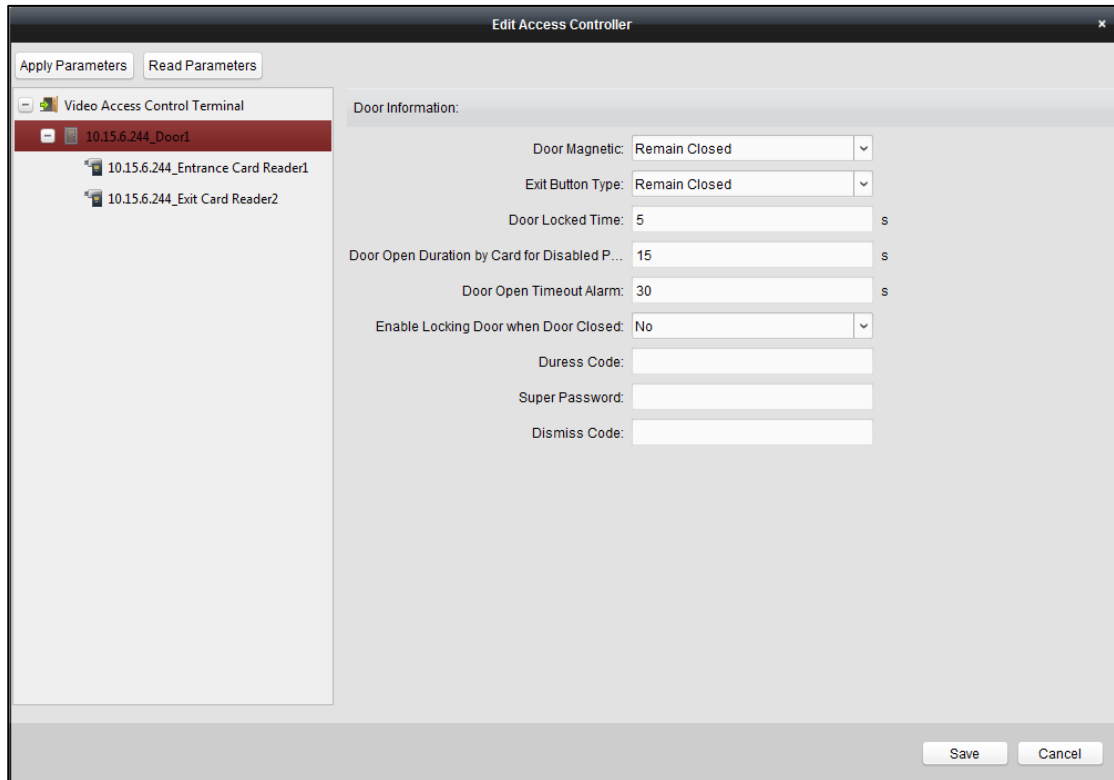 Edit Access Controller
Apply Parameters Read Parameters
Video Access Control Terminal
10.15.6.244_Door1
10.15.6.244_Entrance Card Reader1
10.15.6.244_Exit Card Reader2
Door Information:
Door Magnetic: Remain Closed
Exit Button Type: Remain Closed
Door Locked Time: 5 s
Door Open Duration by Card for Disabled P... 15 s
Door Open Timeout Alarm: 30 s
Enable Locking Door when Door Closed: No
Duress Code:
Super Password:
Dismiss Code:
Save Cancel